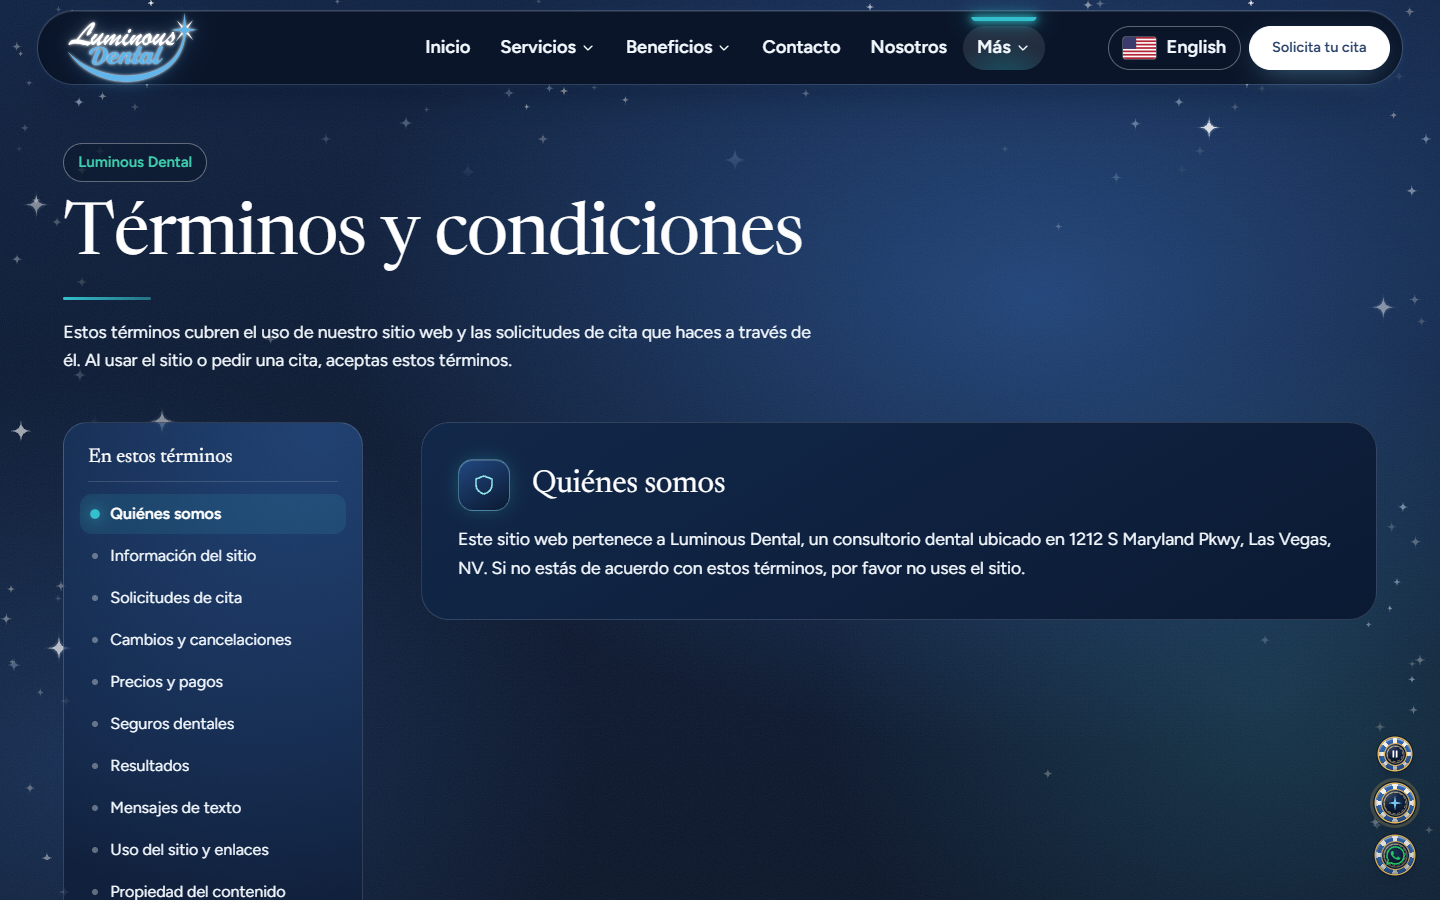 Luminous
Dental
Inicio
Servicios
Beneficios
Contacto
Nosotros
Más
English
Solicita tu cita
Luminous Dental
Términos y condiciones
Estos términos cubren el uso de nuestro sitio web y las solicitudes de cita que haces a través de
él. Al usar el sitio o pedir una cita, aceptas estos términos.
En estos términos
Quiénes somos
Información del sitio
Solicitudes de cita
Cambios y cancelaciones
Precios y pagos
Seguros dentales
Resultados
Mensajes de texto
Uso del sitio y enlaces
Propiedad del contenido
Quiénes somos
Este sitio web pertenece a Luminous Dental, un consultorio dental ubicado en 1212 S Maryland Pkwy, Las Vegas,
NV. Si no estás de acuerdo con estos términos, por favor no uses el sitio.